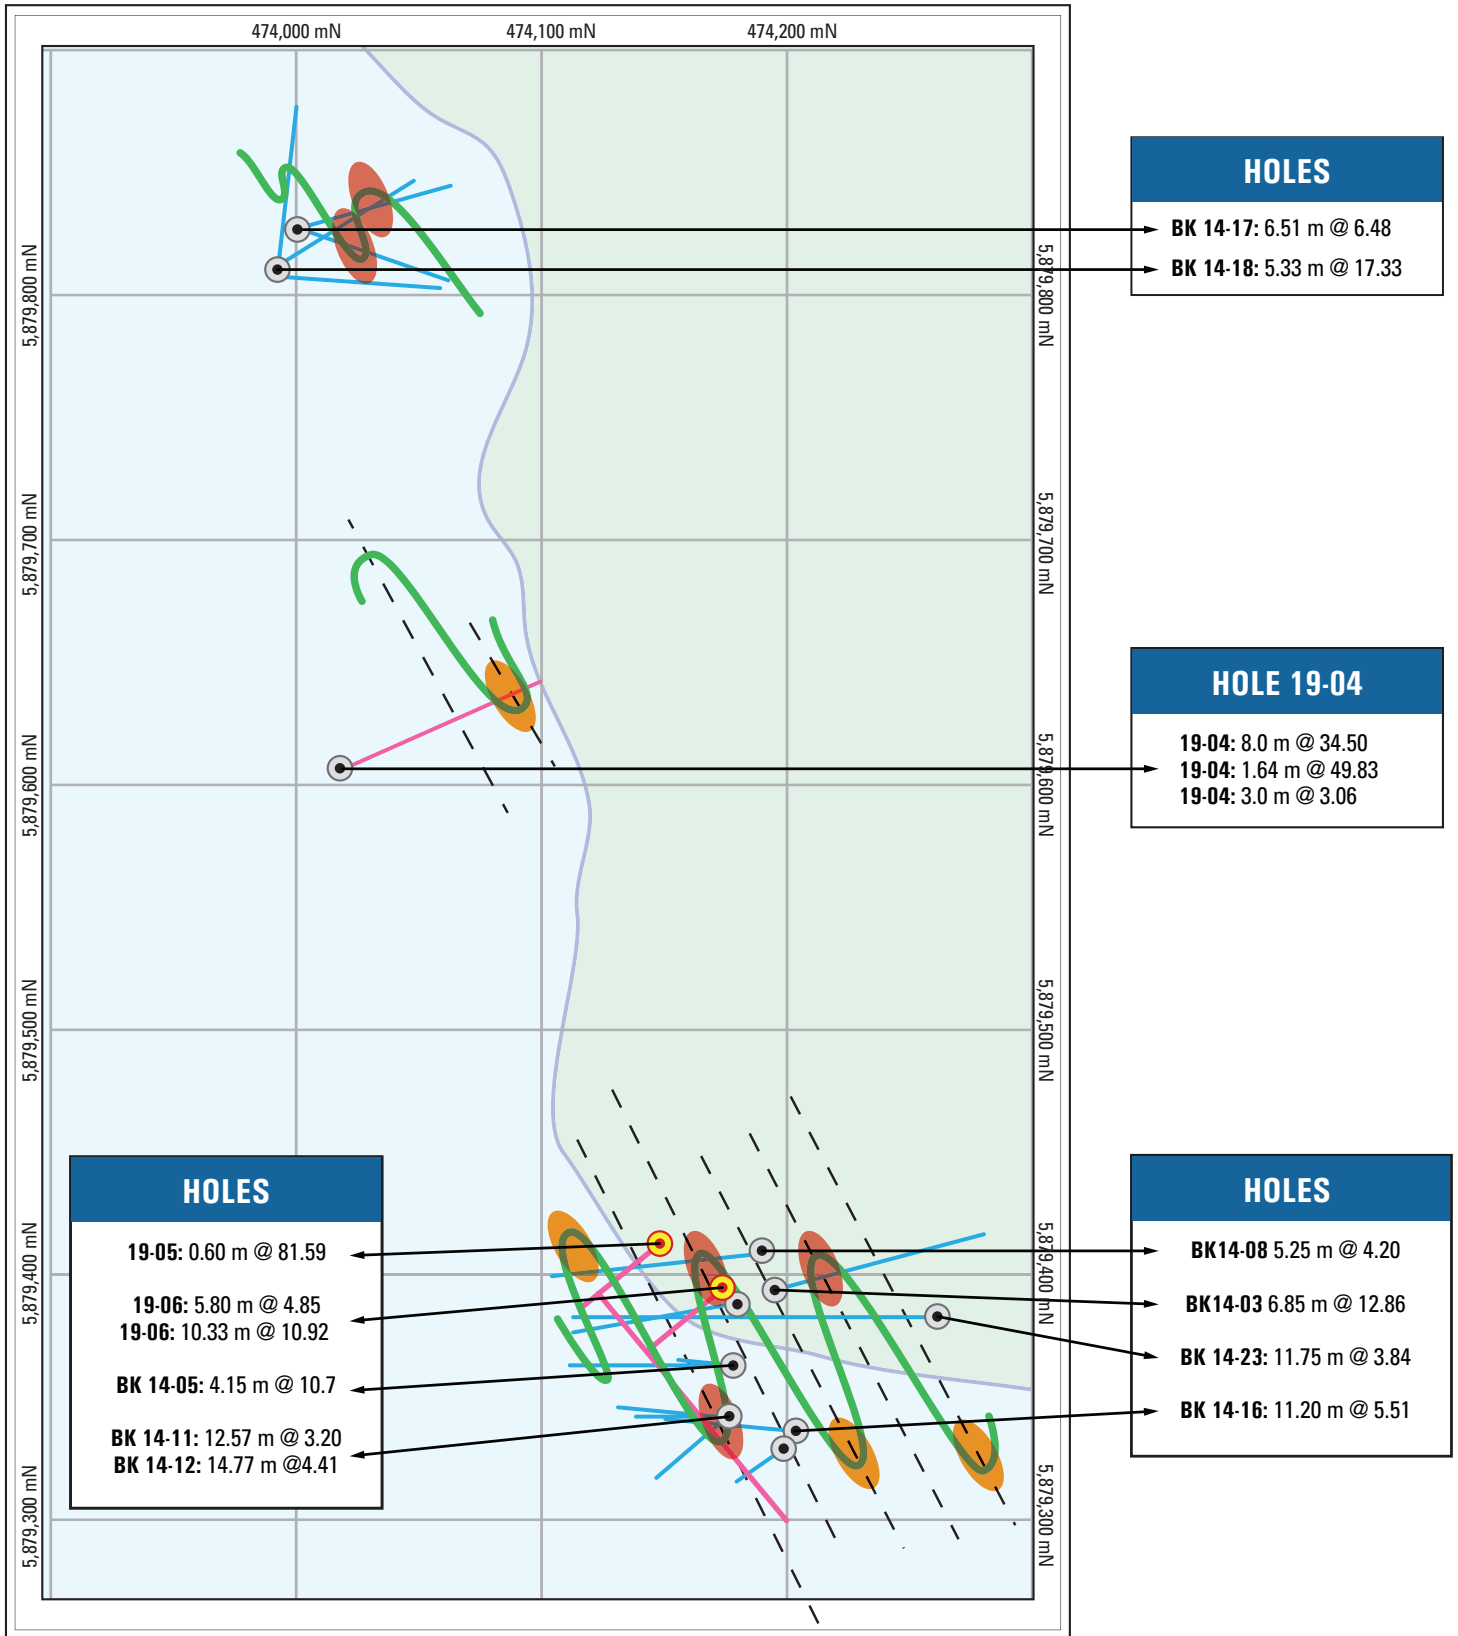 474,000 mN
474,100 mN
474,200 mN
HOLES
BK 14-17: 6.51 m @ 6.48
BK 14-18: 5.33 m @ 17.33
5,879,800 mN
5,879,800 mN
5,879,700 mN
5,879,700 mN
HOLE 19-04
19-04: 8.0 m @ 34.50
19-04: 1.64 m @ 49.83
19-04: 3.0 m @ 3.06
5,879,600 mN
5,879,600 mN
5,879,500 mN
5,879,500 mN
HOLES
19-05: 0.60 m @ 81.59
19-06: 5.80 m @ 4.85
19-06: 10.33 m @ 10.92
BK 14-05: 4.15 m @ 10.7
BK 14-11: 12.57 m @ 3.20
BK 14-12: 14.77 m @4.41
HOLES
BK14-08 5.25 m @ 4.20
BK14-03 6.85 m @ 12.86
BK 14-23: 11.75 m @ 3.84
BK 14-16: 11.20 m @ 5.51
5,879,400 mN
5,879,400 mN
5,879,300 mN
5,879,300 mN